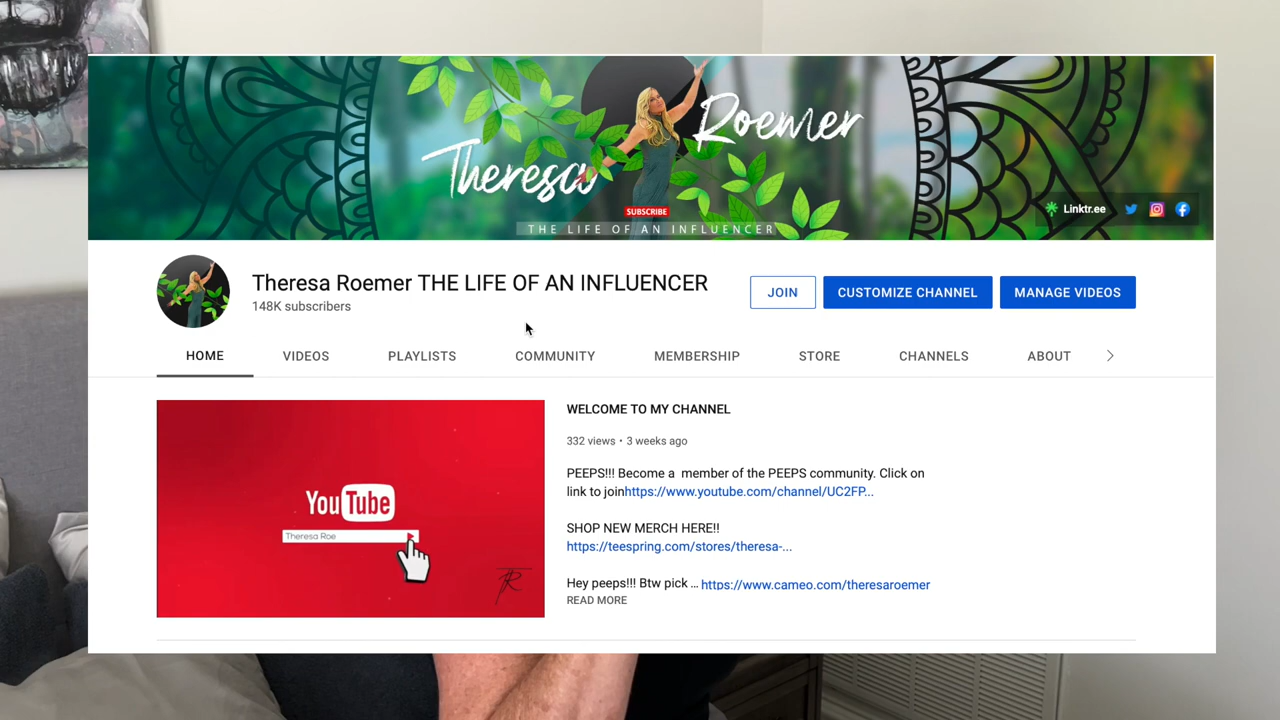 Theresa Roemer
SUBSCRIBE
THE LIFE OF AN INFLUENCER
Linktr.ee
Theresa Roemer THE LIFE OF AN INFLUENCER
148K subscribers
JOIN
CUSTOMIZE CHANNEL
MANAGE VIDEOS
HOME
VIDEOS
PLAYLISTS
COMMUNITY
MEMBERSHIP
STORE
CHANNELS
ABOUT
YouTube
Theresa Roe
TR
WELCOME TO MY CHANNEL
332 views • 3 weeks ago
PEEPS!!! Become a member of the PEEPS community. Click on
link to joinhttps://www.youtube.com/channel/UC2FP...
SHOP NEW MERCH HERE!!
https://teespring.com/stores/theresa-...
Hey peeps!!! Btw pick ... https://www.cameo.com/theresaroemer
READ MORE